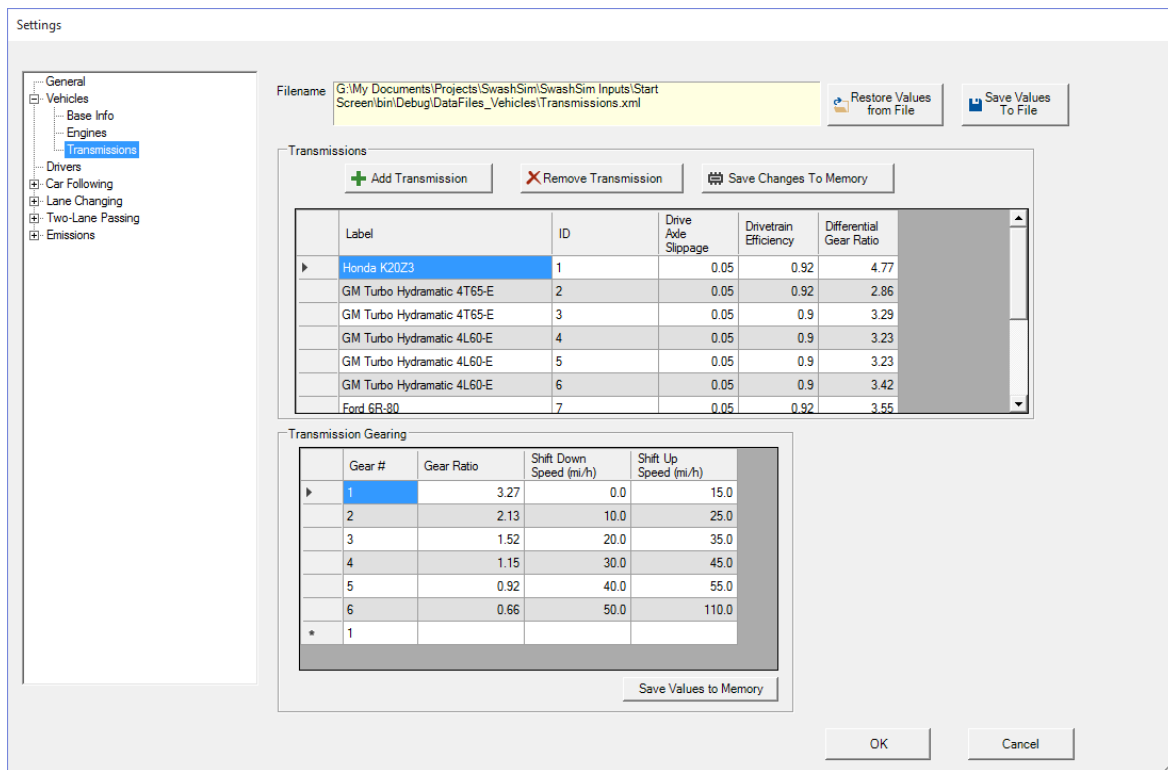 Settings
General
Vehicles
Base Info
Engines
Transmissions
Drivers
Car Following
Lane Changing
Two-Lane Passing
Emissions
Filename
G:\My Documents\Projects\SwashSim\SwashSim Inputs\Start
Screen\bin\Debug\DataFiles_Vehicles\Transmissions.xml
Restore Values
from File
Save Values
To File
Transmissions
Add Transmission
Remove Transmission
Save Changes To Memory
Label ID Drive Axle Slippage Drivetrain Efficiency Differential Gear Ratio
Honda K20Z3 1 0.05 0.92 4.77
GM Turbo Hydramatic 4T65-E 2 0.05 0.92 2.86
GM Turbo Hydramatic 4T65-E 3 0.05 0.9 3.29
GM Turbo Hydramatic 4L60-E 4 0.05 0.9 3.23
GM Turbo Hydramatic 4L60-E 5 0.05 0.9 3.23
GM Turbo Hydramatic 4L60-E 6 0.05 0.9 3.42
Ford 6R-80 7 0.05 0.92 3.55
Transmission Gearing
Gear # Gear Ratio Shift Down Speed (mi/h) Shift Up Speed (mi/h)
1 3.27 0.0 15.0
2 2.13 10.0 25.0
3 1.52 20.0 35.0
4 1.15 30.0 45.0
5 0.92 40.0 55.0
6 0.66 50.0 110.0
* 1
Save Values to Memory
OK
Cancel